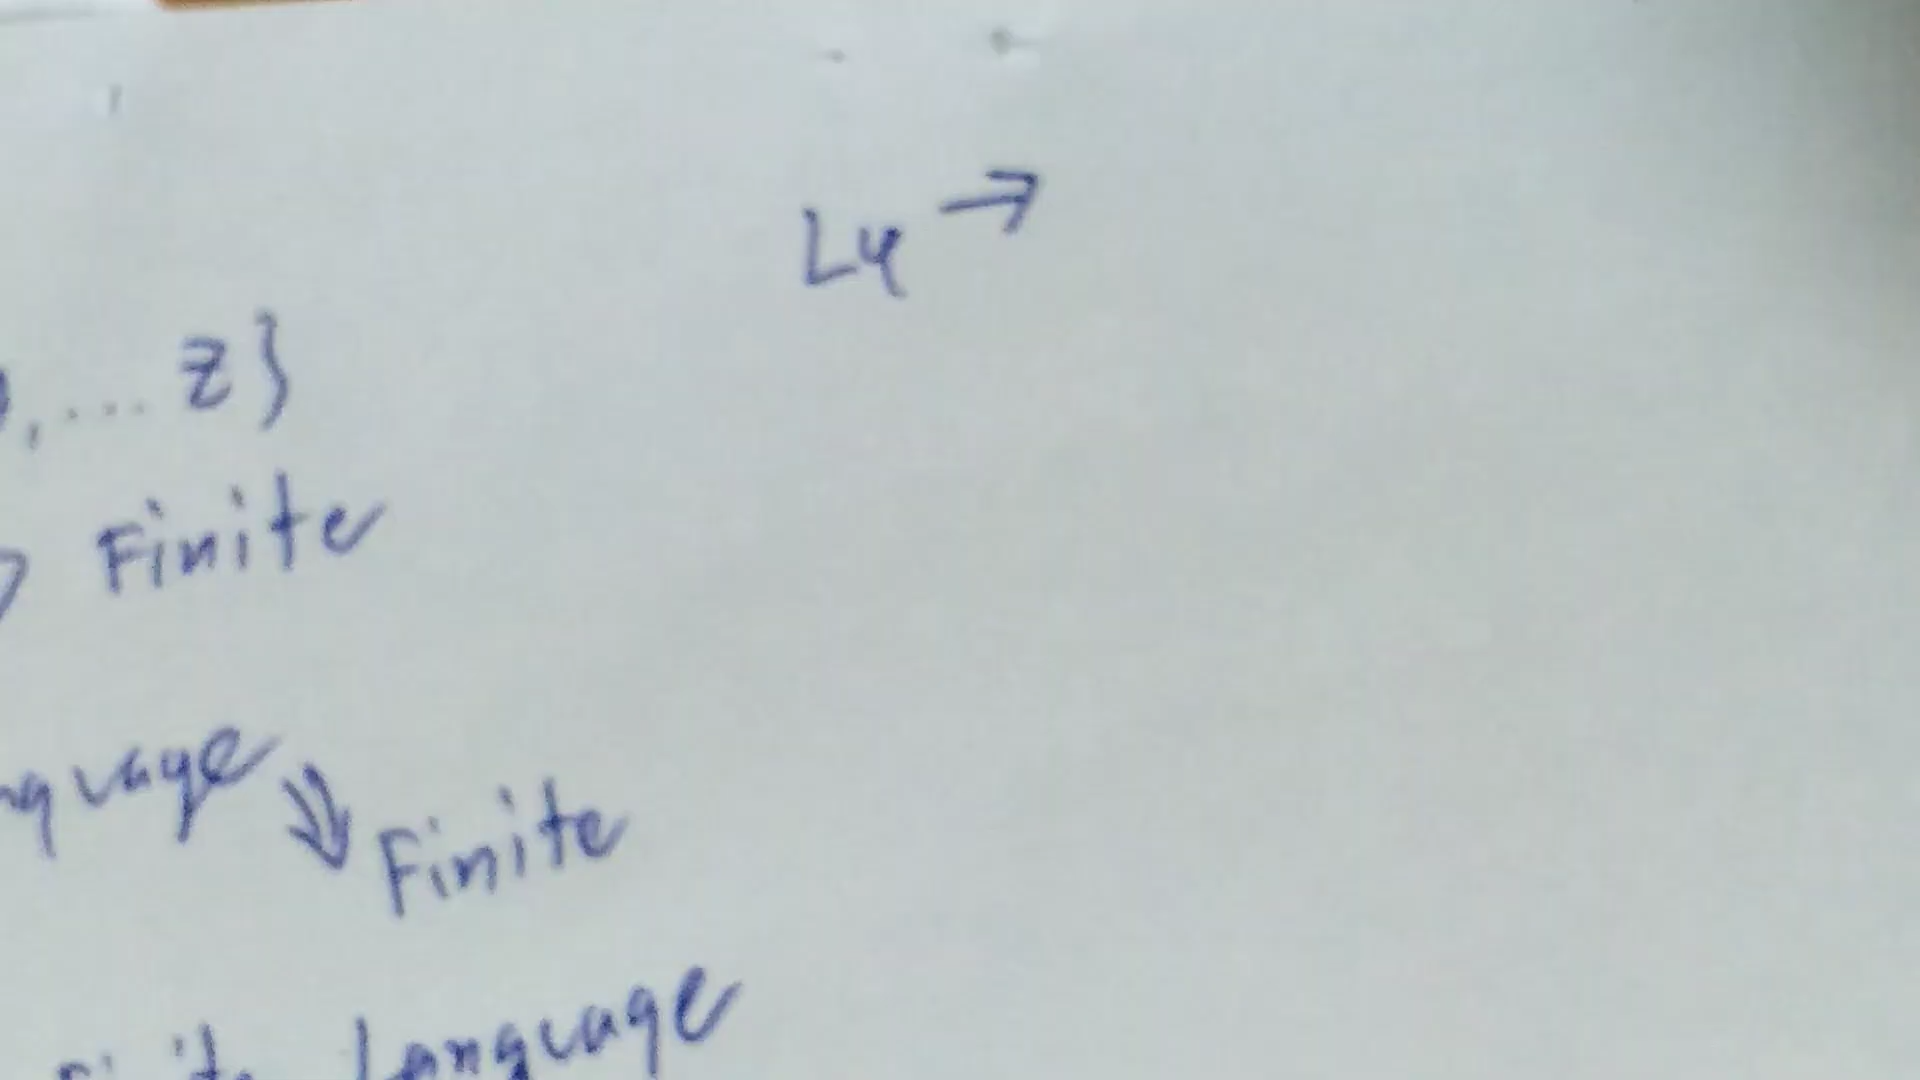 L4 →
,.... z}
Finite
Finite
Language